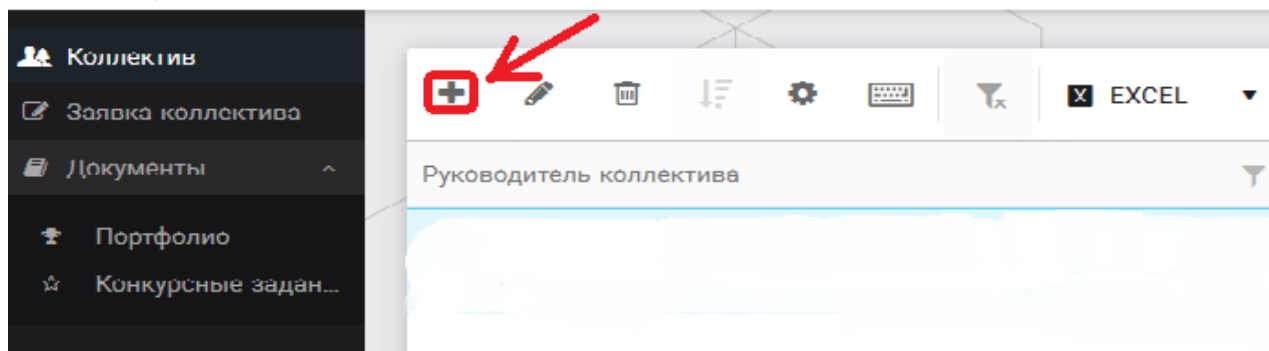 Коллектив
Заявка коллектива
Документы
Портфолио
Конкурсные задан...
EXCEL
Руководитель коллектива